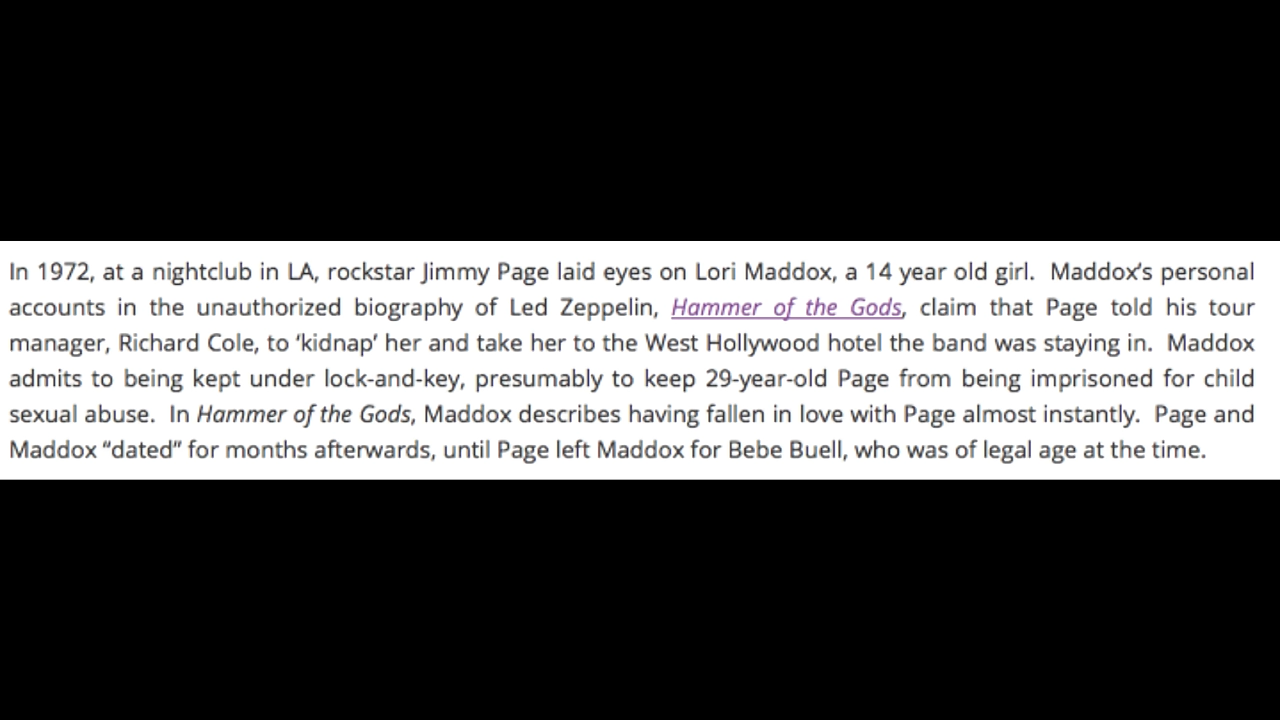 In 1972, at a nightclub in LA, rockstar Jimmy Page laid eyes on Lori Maddox, a 14 year old girl.  Maddox's personal
accounts in the unauthorized biography of Led Zeppelin, Hammer of the Gods, claim that Page told his tour
manager, Richard Cole, to ‘kidnap’ her and take her to the West Hollywood hotel the band was staying in.  Maddox
admits to being kept under lock-and-key, presumably to keep 29-year-old Page from being imprisoned for child
sexual abuse.  In Hammer of the Gods, Maddox describes having fallen in love with Page almost instantly.  Page and
Maddox “dated” for months afterwards, until Page left Maddox for Bebe Buell, who was of legal age at the time.